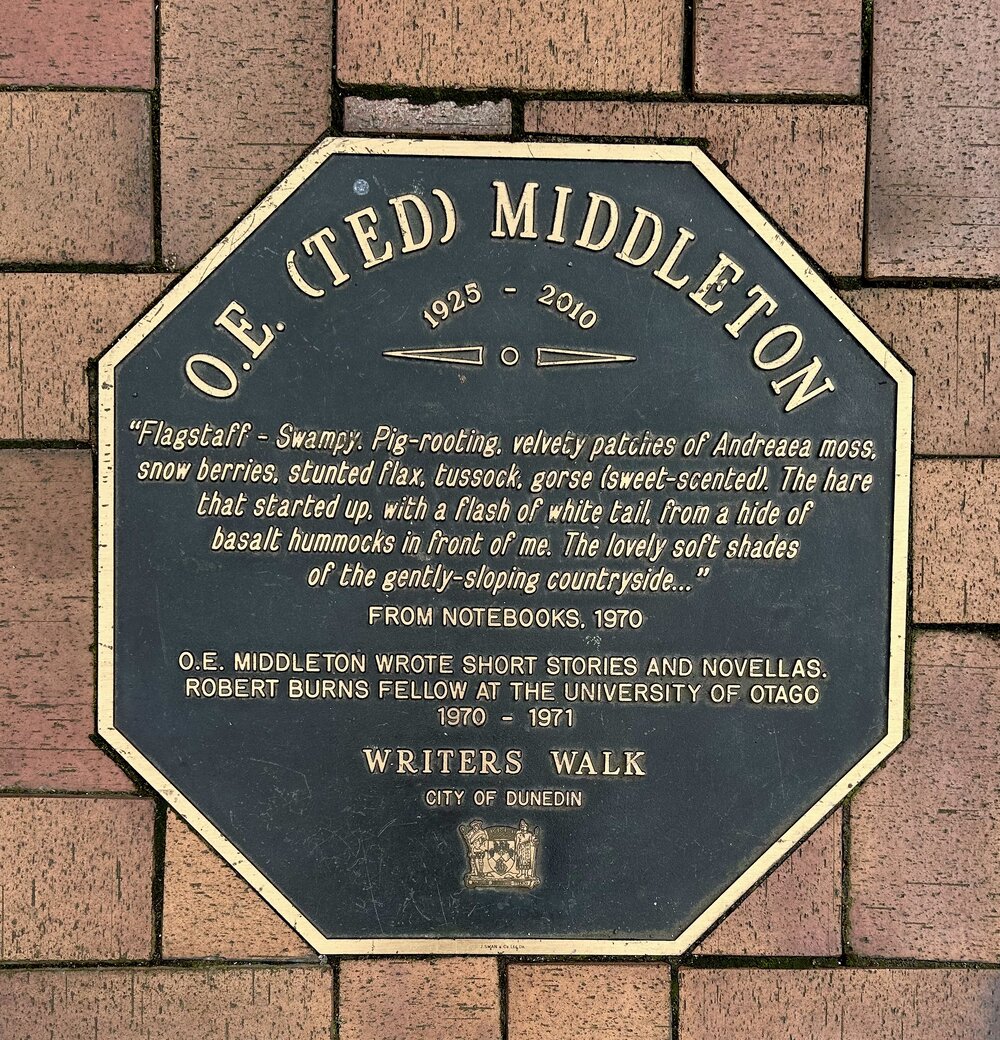 O.E. (TED) MIDDLETON
1925 - 2010
"Flagstaff - Swampy. Pig-rooting, velvety patches of Andreaea moss,
snow berries, stunted flax, tussock, gorse (sweet-scented). The hare
that started up, with a flash of white tail, from a hide of
basalt hummocks in front of me. The lovely soft shades
of the gently-sloping countryside..."
FROM NOTEBOOKS, 1970
O.E. MIDDLETON WROTE SHORT STORIES AND NOVELLAS.
ROBERT BURNS FELLOW AT THE UNIVERSITY OF OTAGO
1970 - 1971
WRITERS WALK
CITY OF DUNEDIN